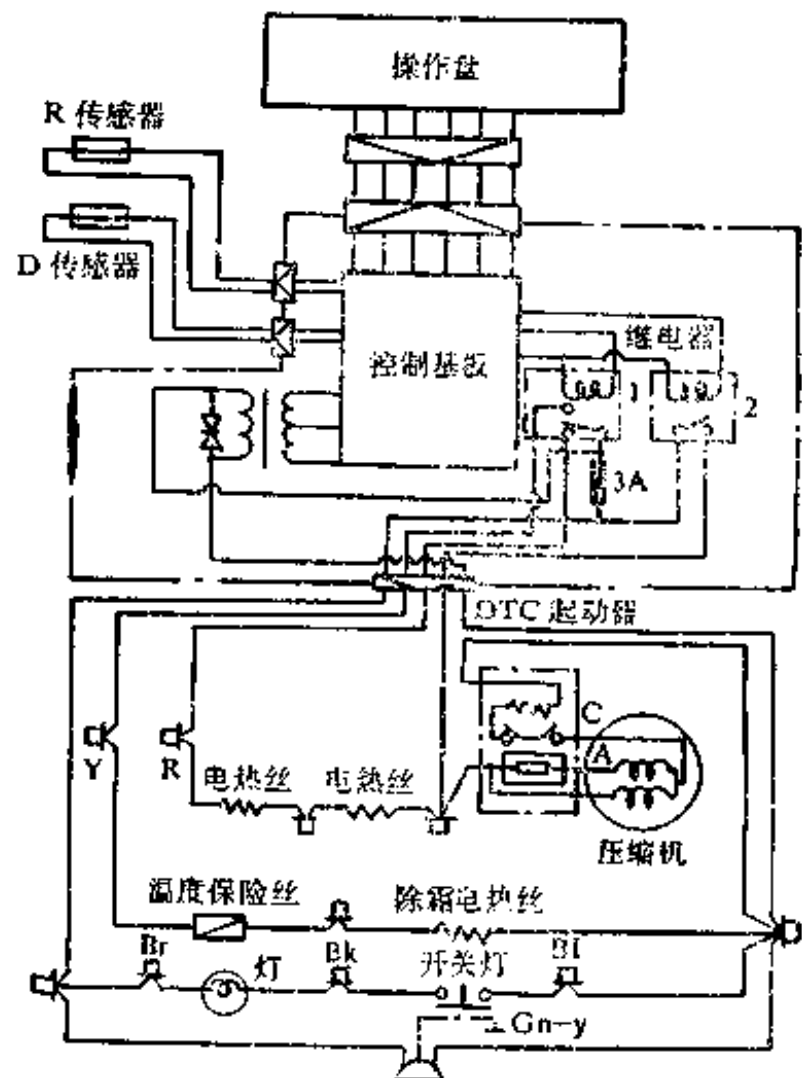 操作盘
R 传感器
D 传感器
控制基板
继电器
1
2
3A
OTC 起动器
C
A
Y
R
电热丝
电热丝
压缩机
温度保险丝
除霜电热丝
Br
灯
Bk
开关灯
Bl
Gn-y